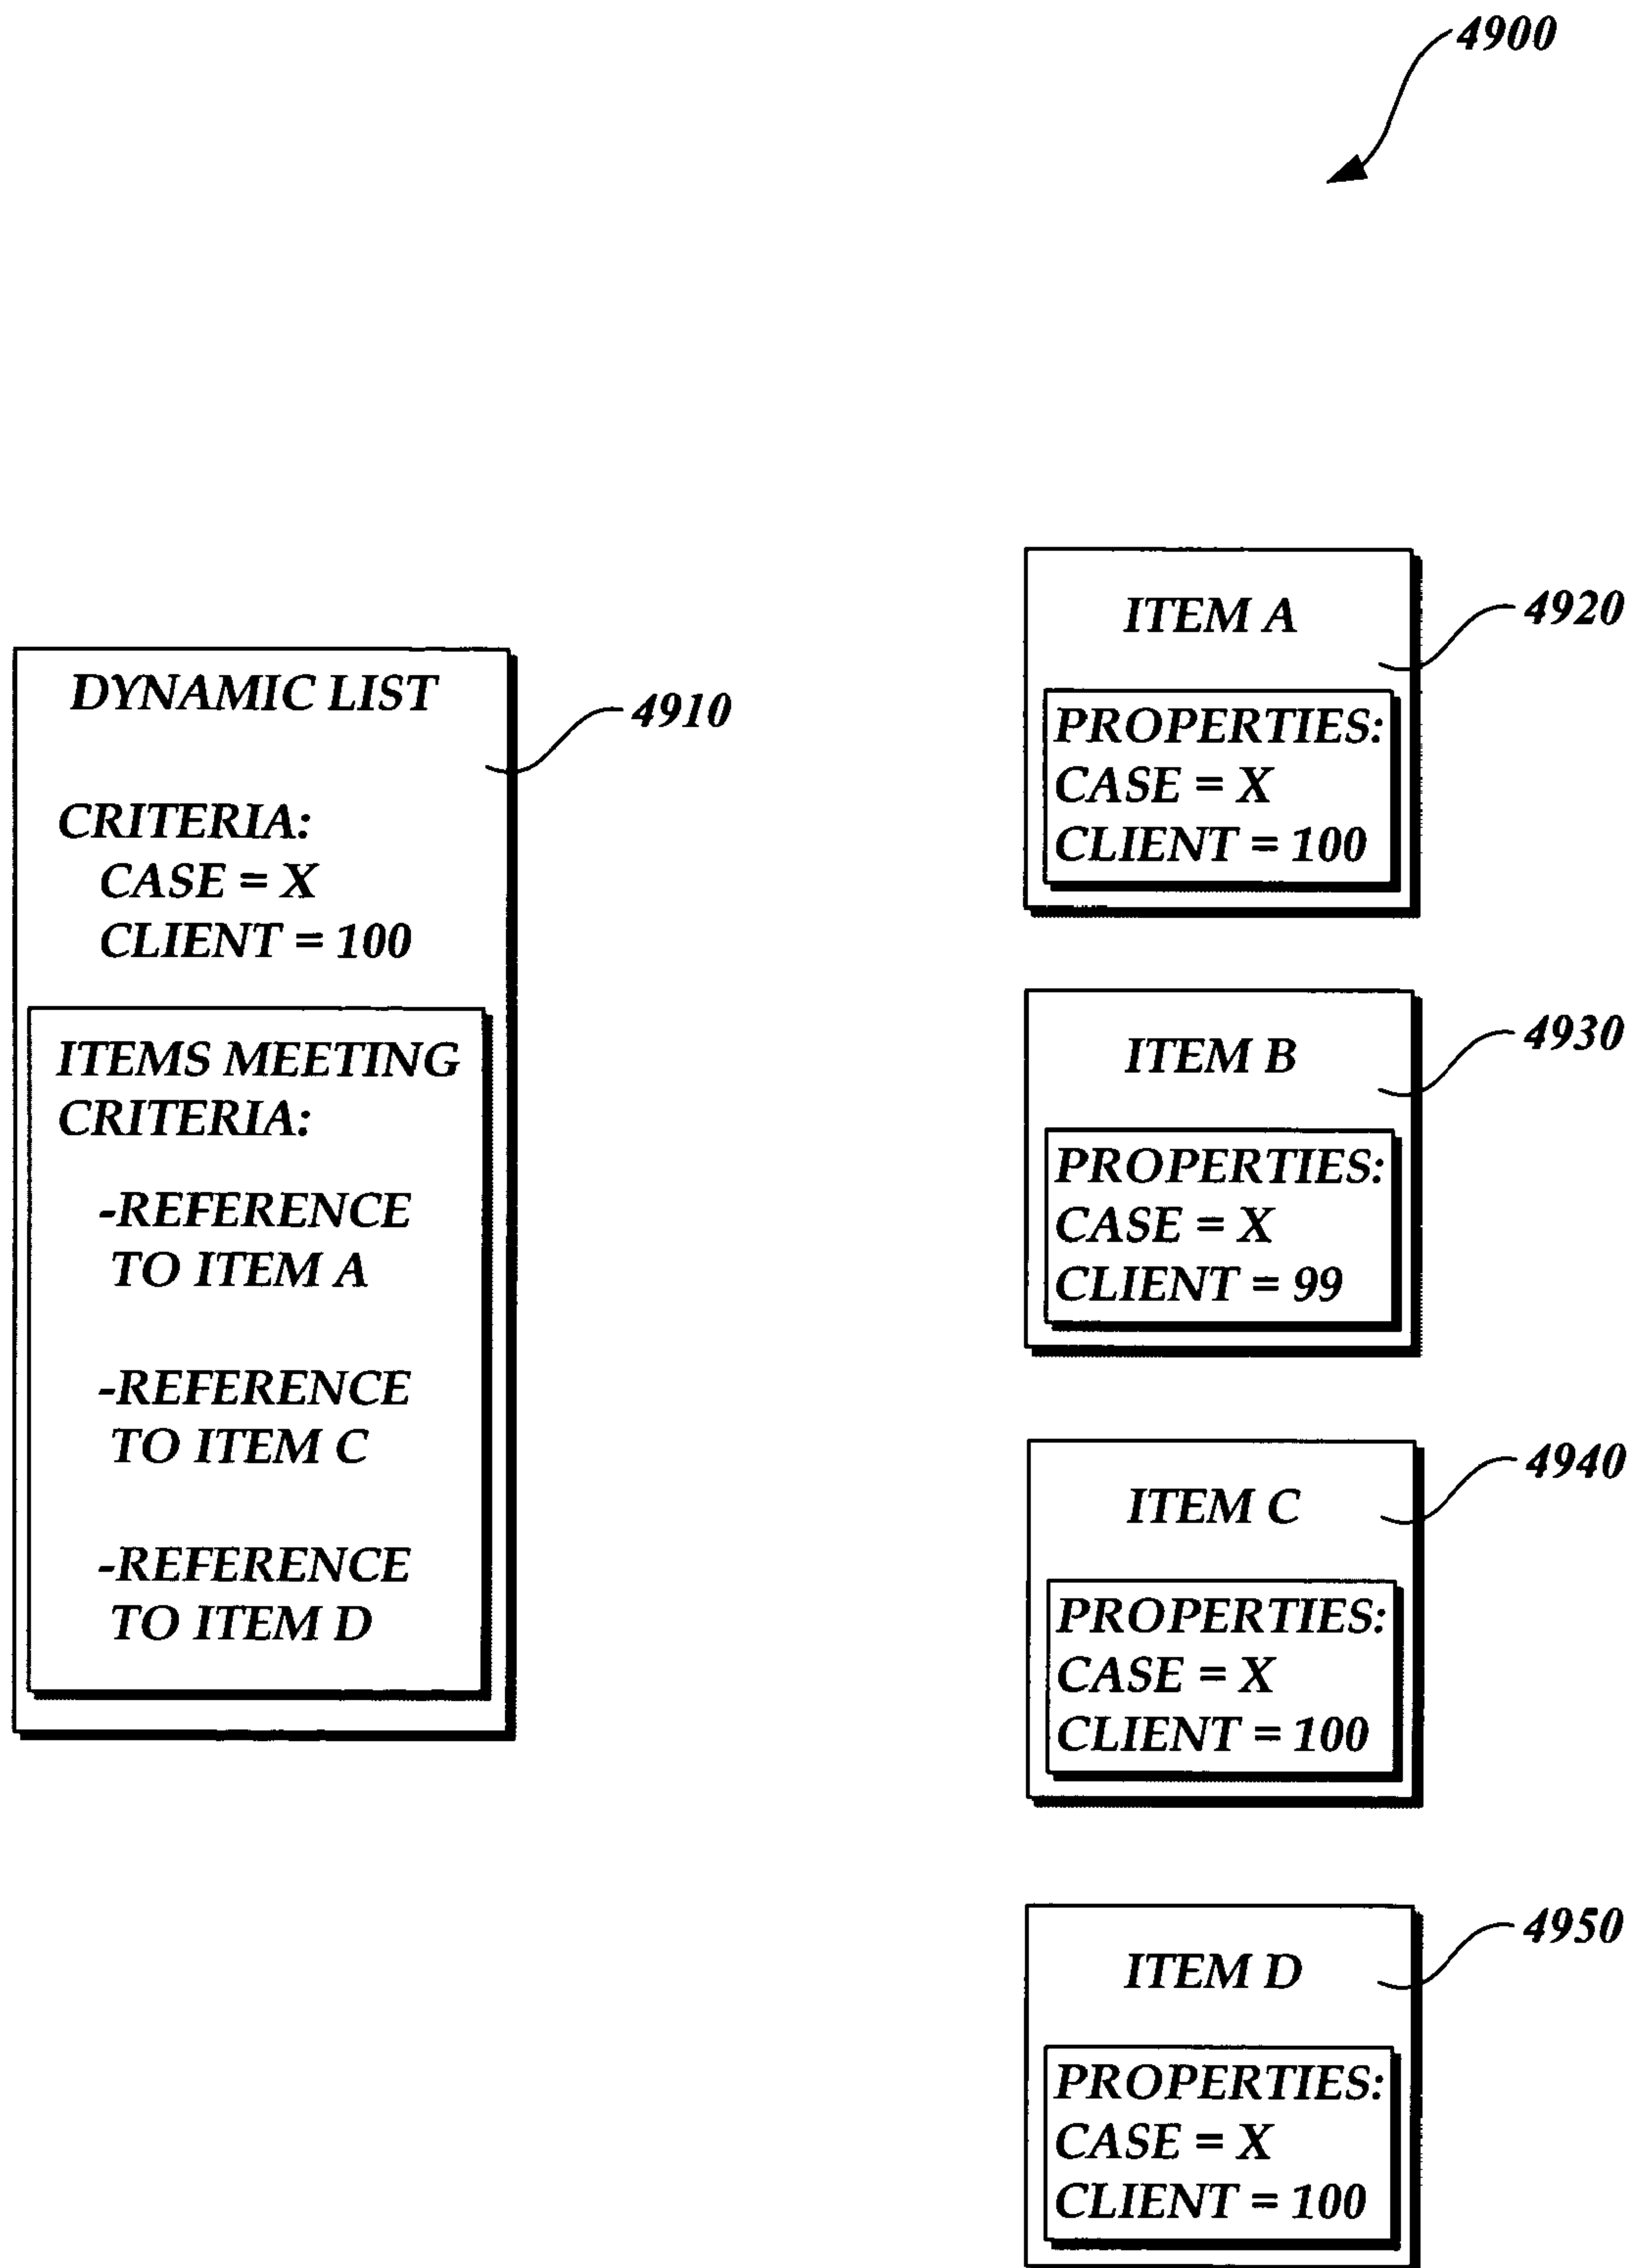 4900
DYNAMIC LIST
4910
CRITERIA:
CASE = X
CLIENT = 100
ITEMS MEETING
CRITERIA:
-REFERENCE
TO ITEM A
-REFERENCE
TO ITEM C
-REFERENCE
TO ITEM D
ITEM A
4920
PROPERTIES:
CASE = X
CLIENT = 100
ITEM B
4930
PROPERTIES:
CASE = X
CLIENT = 99
ITEM C
4940
PROPERTIES:
CASE = X
CLIENT = 100
ITEM D
4950
PROPERTIES:
CASE = X
CLIENT = 100